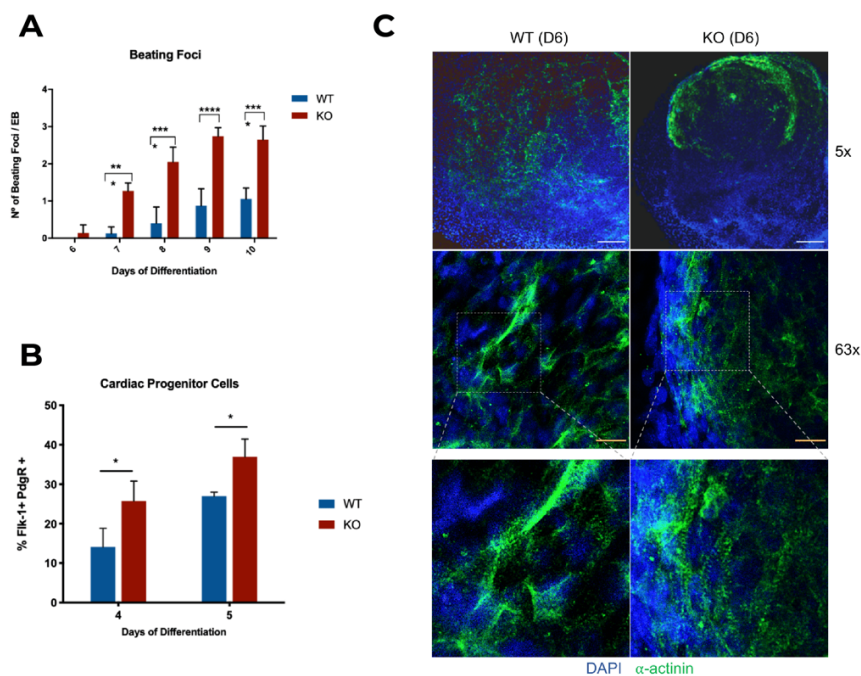 A
Beating Foci
Nº of Beating Foci / EB
4
3
2
1
0
** 
*
***
*
****
***
*
6
7
8
9
10
Days of Differentiation
WT
KO
B
Cardiac Progenitor Cells
% Flk-1+ PdgR +
50
40
30
20
10
0
*
*
4
5
Days of Differentiation
WT
KO
C
WT (D6)
KO (D6)
5x
63x
DAPI α-actinin